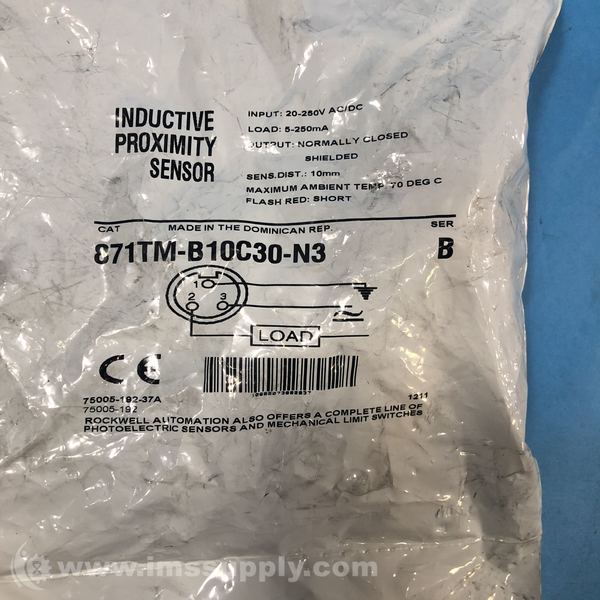 INDUCTIVE
PROXIMITY
SENSOR
INPUT: 20-250V AC/DC
LOAD: 5-250mA
OUTPUT: NORMALLY CLOSED
SHIELDED
SENS.DIST.: 10mm
MAXIMUM AMBIENT TEMP 70 DEG C
FLASH RED: SHORT
CAT MADE IN THE DOMINICAN REP. SER
871TM-B10C30-N3 B
1
2 3
LOAD
CE
75005-192-37A 1211
75005-192
ROCKWELL AUTOMATION ALSO OFFERS A COMPLETE LINE OF
PHOTOELECTRIC SENSORS AND MECHANICAL LIMIT SWITCHES
www.imssupply.com